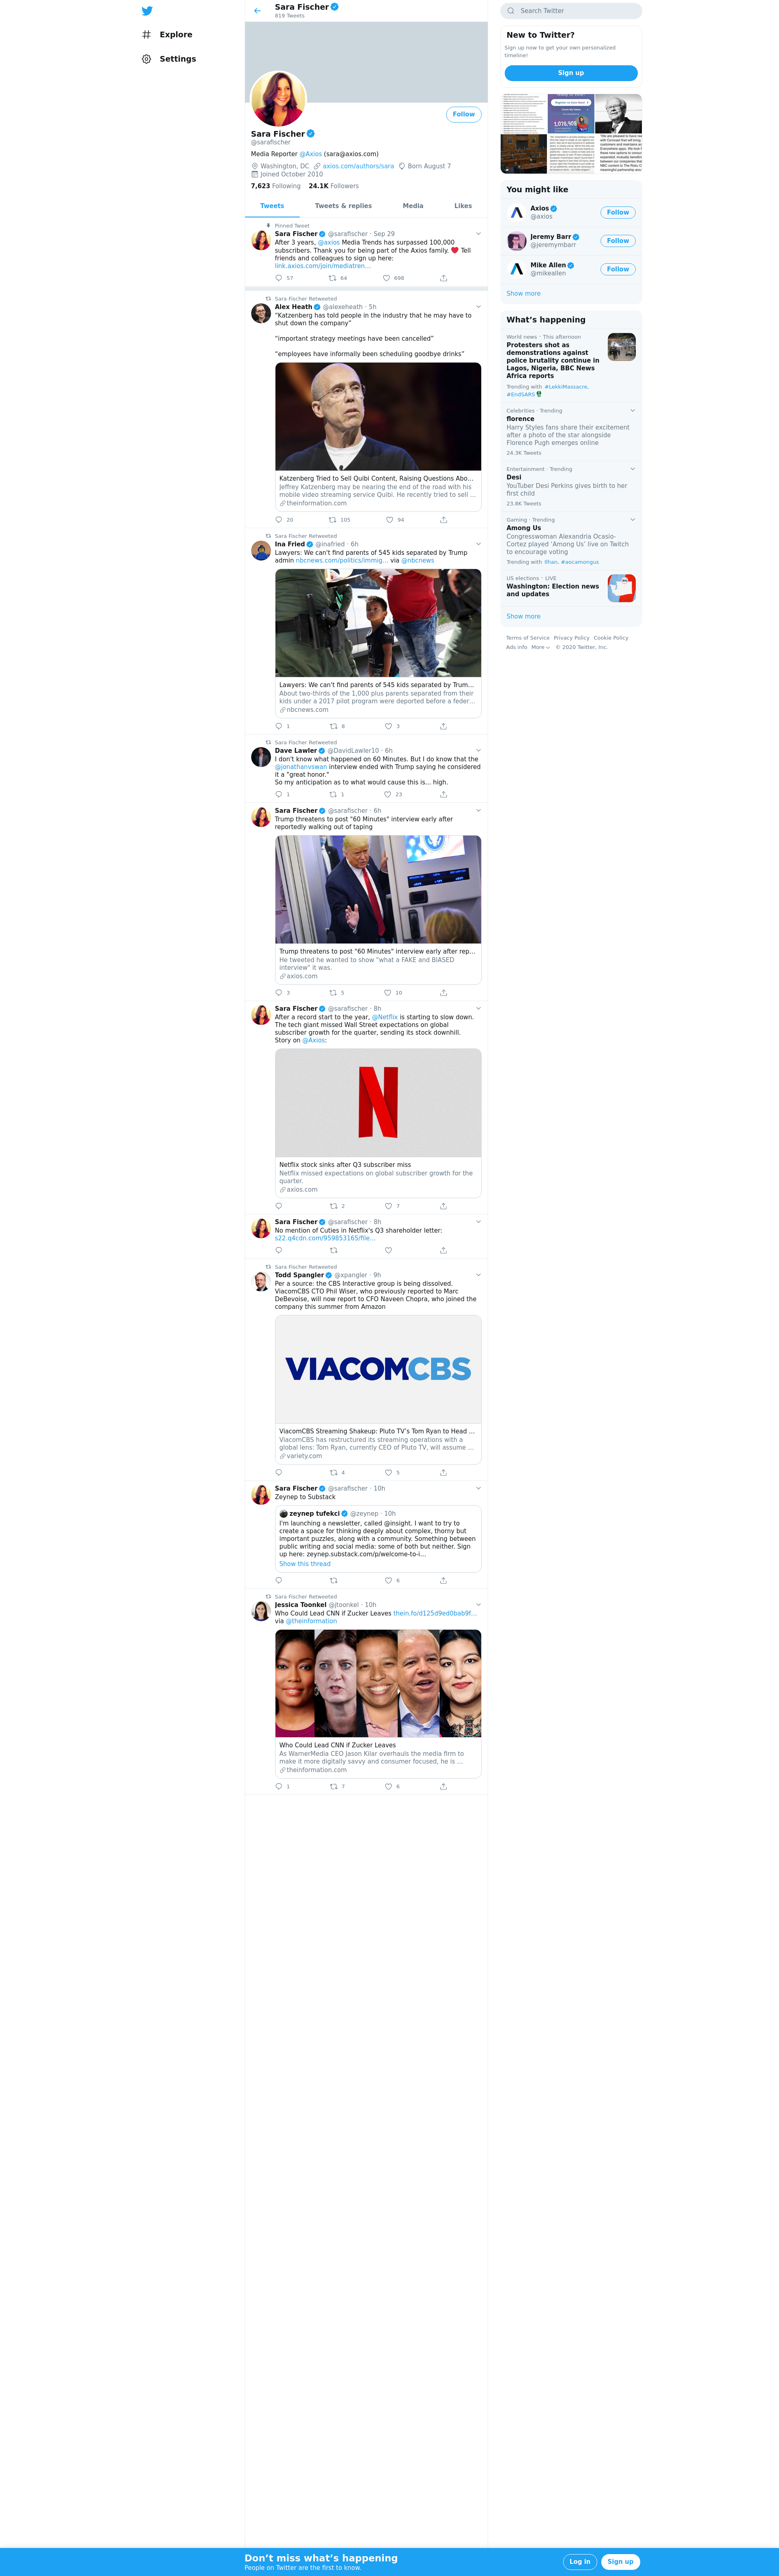 Explore
Settings
Sara Fischer
819 Tweets
Follow
Sara Fischer
@sarafischer
Media Reporter @Axios (sara@axios.com)
Washington, DC axios.com/authors/sara Born August 7
Joined October 2010
7,623 Following 24.1K Followers
Tweets Tweets & replies Media Likes
Pinned Tweet
Sara Fischer @sarafischer · Sep 29
After 3 years, @axios Media Trends has surpassed 100,000
subscribers. Thank you for being part of the Axios family. ❤️ Tell
friends and colleagues to sign up here:
link.axios.com/join/mediatren…
57 64 698
Sara Fischer Retweeted
Alex Heath @alexeheath · 5h
“Katzenberg has told people in the industry that he may have to
shut down the company”
“important strategy meetings have been cancelled”
“employees have informally been scheduling goodbye drinks”
Katzenberg Tried to Sell Quibi Content, Raising Questions Abo…
Jeffrey Katzenberg may be nearing the end of the road with his
mobile video streaming service Quibi. He recently tried to sell …
theinformation.com
20 105 94
Sara Fischer Retweeted
Ina Fried @inafried · 6h
Lawyers: We can't find parents of 545 kids separated by Trump
admin nbcnews.com/politics/immig… via @nbcnews
Lawyers: We can't find parents of 545 kids separated by Trum…
About two-thirds of the 1,000 plus parents separated from their
kids under a 2017 pilot program were deported before a feder…
nbcnews.com
1 8 3
Sara Fischer Retweeted
Dave Lawler @DavidLawler10 · 6h
I don't know what happened on 60 Minutes. But I do know that the
@jonathanvswan interview ended with Trump saying he considered
it a "great honor."
So my anticipation as to what would cause this is... high.
1 1 23
Sara Fischer @sarafischer · 6h
Trump threatens to post "60 Minutes" interview early after
reportedly walking out of taping
Trump threatens to post "60 Minutes" interview early after rep…
He tweeted he wanted to show "what a FAKE and BIASED
interview" it was.
axios.com
3 5 10
Sara Fischer @sarafischer · 8h
After a record start to the year, @Netflix is starting to slow down.
The tech giant missed Wall Street expectations on global
subscriber growth for the quarter, sending its stock downhill.
Story on @Axios:
Netflix stock sinks after Q3 subscriber miss
Netflix missed expectations on global subscriber growth for the
quarter.
axios.com
2 7
Sara Fischer @sarafischer · 8h
No mention of Cuties in Netflix's Q3 shareholder letter:
s22.q4cdn.com/959853165/file…
Sara Fischer Retweeted
Todd Spangler @xpangler · 9h
Per a source: the CBS Interactive group is being dissolved.
ViacomCBS CTO Phil Wiser, who previously reported to Marc
DeBevoise, will now report to CFO Naveen Chopra, who joined the
company this summer from Amazon
VIACOMCBS
ViacomCBS Streaming Shakeup: Pluto TV's Tom Ryan to Head …
ViacomCBS has restructured its streaming operations with a
global lens: Tom Ryan, currently CEO of Pluto TV, will assume …
variety.com
4 5
Sara Fischer @sarafischer · 10h
Zeynep to Substack
zeynep tufekci @zeynep · 10h
I'm launching a newsletter, called @insight. I want to try to
create a space for thinking deeply about complex, thorny but
important puzzles, along with a community. Something between
public writing and social media: some of both but neither. Sign
up here: zeynep.substack.com/p/welcome-to-i…
Show this thread
6
Sara Fischer Retweeted
Jessica Toonkel @jtoonkel · 10h
Who Could Lead CNN if Zucker Leaves thein.fo/d125d9ed0bab9f…
via @theinformation
Who Could Lead CNN if Zucker Leaves
As WarnerMedia CEO Jason Kilar overhauls the media firm to
make it more digitally savvy and consumer focused, he is …
theinformation.com
1 7 6
Search Twitter
New to Twitter?
Sign up now to get your own personalized
timeline!
Sign up
You might like
Axios
@axios
Follow
Jeremy Barr
@jeremymbarr
Follow
Mike Allen
@mikeallen
Follow
Show more
What’s happening
World news · This afternoon
Protesters shot as
demonstrations against
police brutality continue in
Lagos, Nigeria, BBC News
Africa reports
Trending with #LekkiMassacre,
#EndSARS
Celebrities · Trending
florence
Harry Styles fans share their excitement
after a photo of the star alongside
Florence Pugh emerges online
24.3K Tweets
Entertainment · Trending
Desi
YouTuber Desi Perkins gives birth to her
first child
23.8K Tweets
Gaming · Trending
Among Us
Congresswoman Alexandria Ocasio-
Cortez played ‘Among Us’ live on Twitch
to encourage voting
Trending with Ilhan, #aocamongus
US elections · LIVE
Washington: Election news
and updates
Show more
Terms of Service Privacy Policy Cookie Policy
Ads info More © 2020 Twitter, Inc.
Don’t miss what’s happening
People on Twitter are the first to know.
Log in Sign up